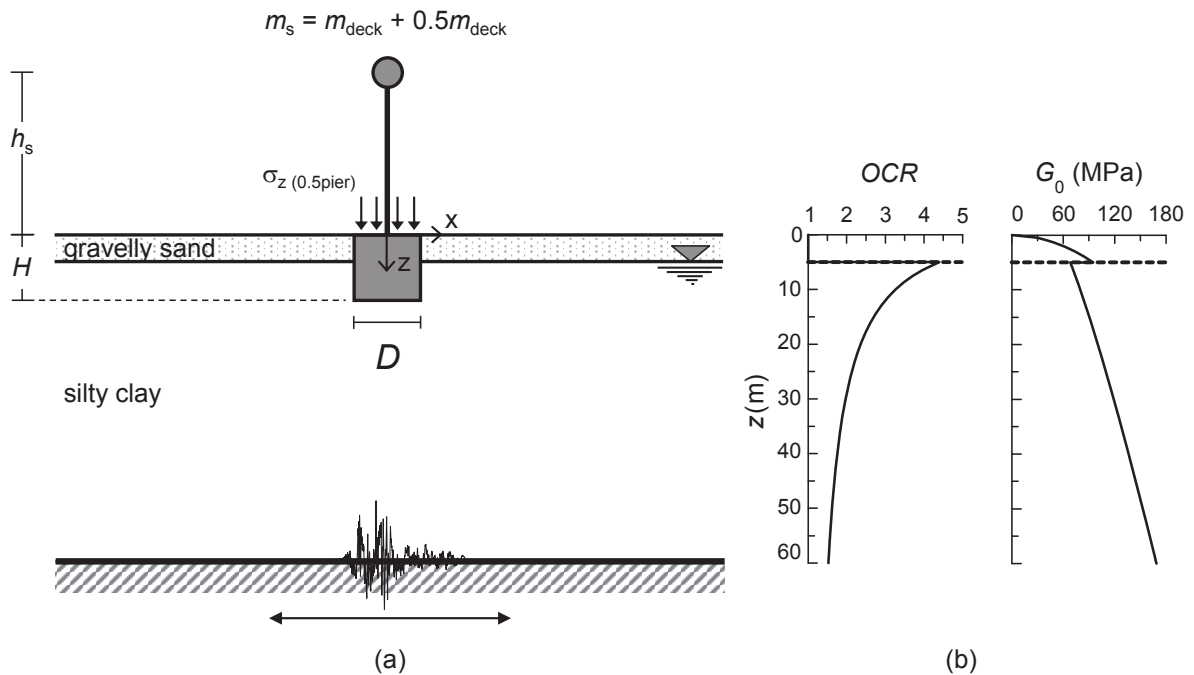 m_s = m_deck + 0.5m_deck
h_s
σ_z (0.5pier)
x
gravelly sand
z
H
D
silty clay
(a)
OCR
1 2 3 4 5
G_0 (MPa)
0 60 120 180
0
10
20
30
40
50
60
z(m)
(b)